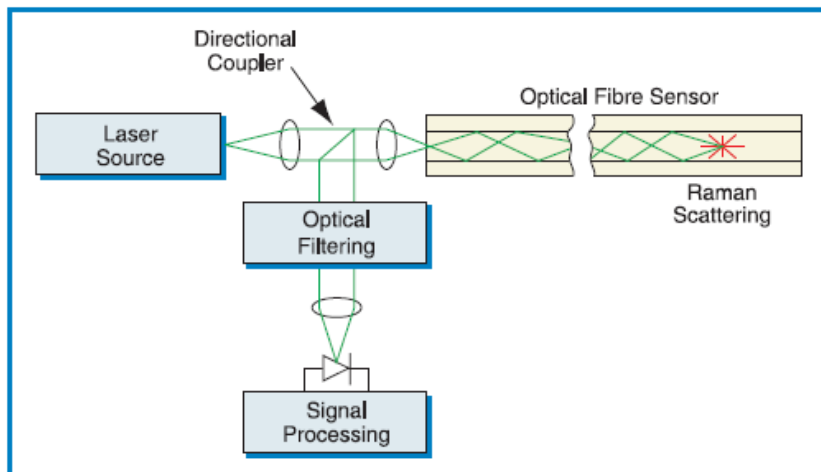 Directional
Coupler
Optical Fibre Sensor
Laser
Source
Raman
Scattering
Optical
Filtering
Signal
Processing